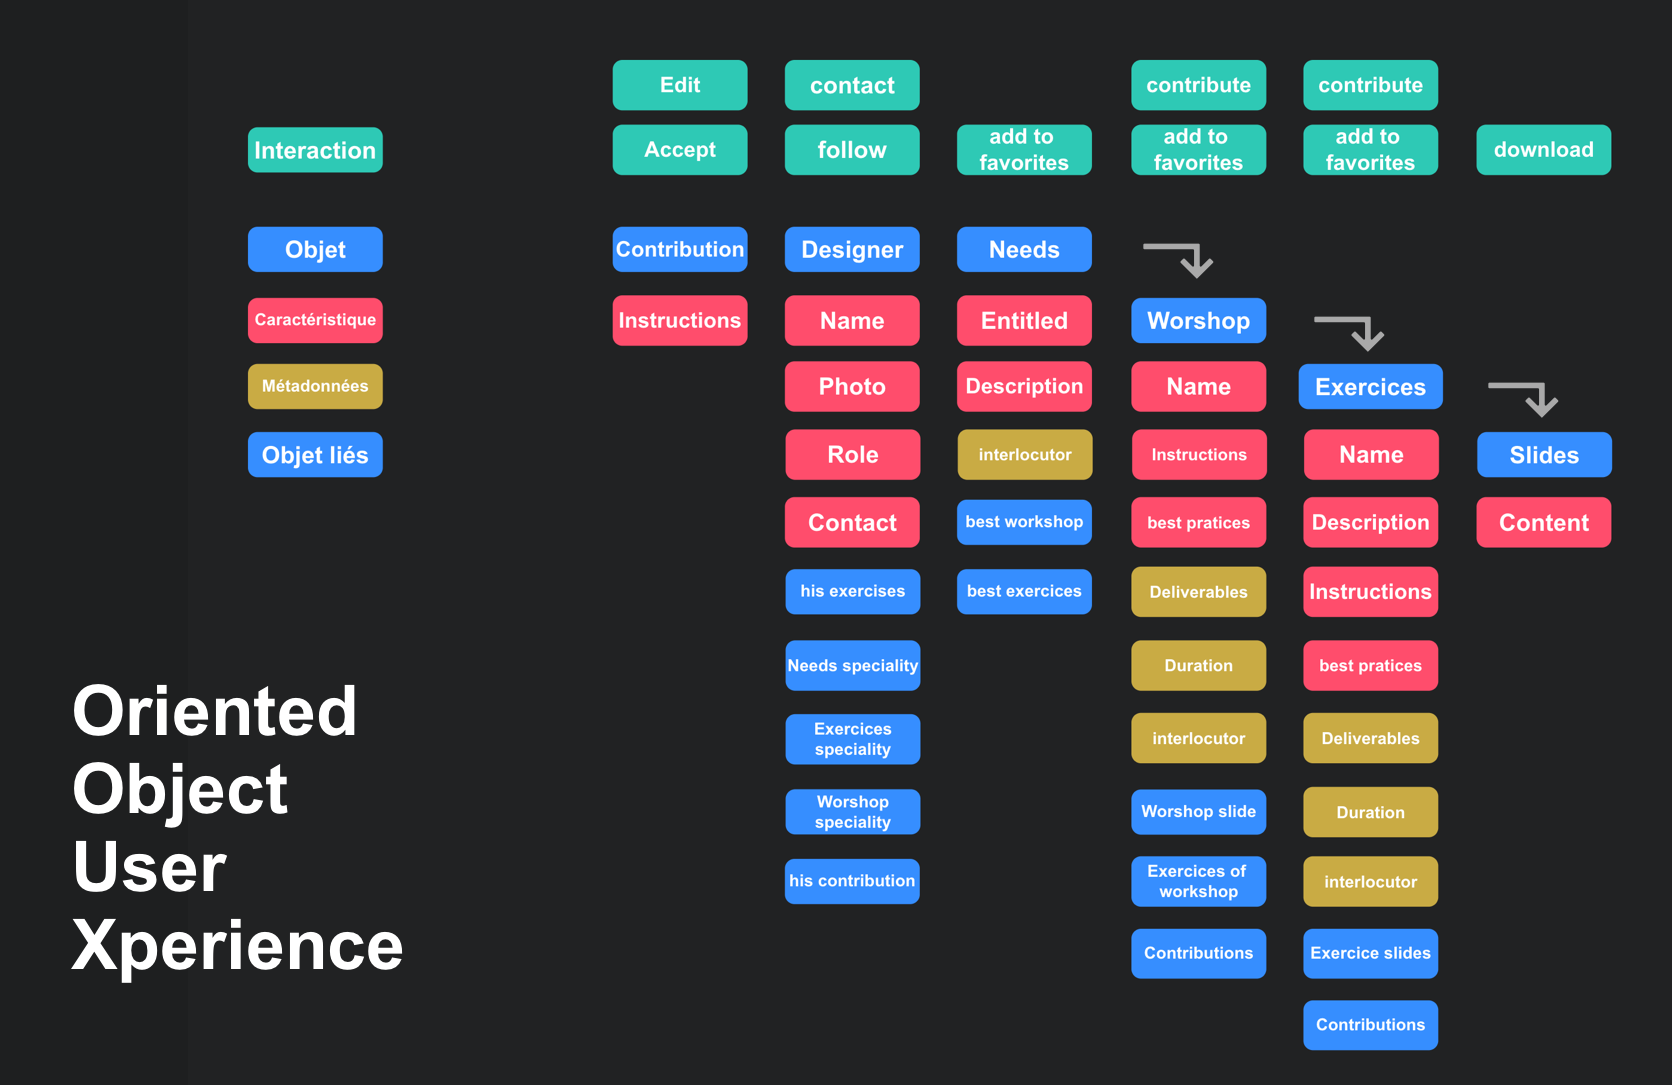 Edit
contact
contribute
contribute
Interaction
Accept
follow
add to
favorites
add to
favorites
add to
favorites
download
Objet
Contribution
Designer
Needs
Caractéristique
Instructions
Name
Entitled
Worshop
Métadonnées
Photo
Description
Name
Exercices
Objet liés
Role
interlocutor
Instructions
Name
Slides
Contact
best workshop
best pratices
Description
Content
his exercises
best exercices
Deliverables
Instructions
Needs speciality
Duration
best pratices
Exercices
speciality
interlocutor
Deliverables
Worshop
speciality
Worshop slide
Duration
his contribution
Exercices of
workshop
interlocutor
Contributions
Exercice slides
Contributions
Oriented
Object
User
Xperience